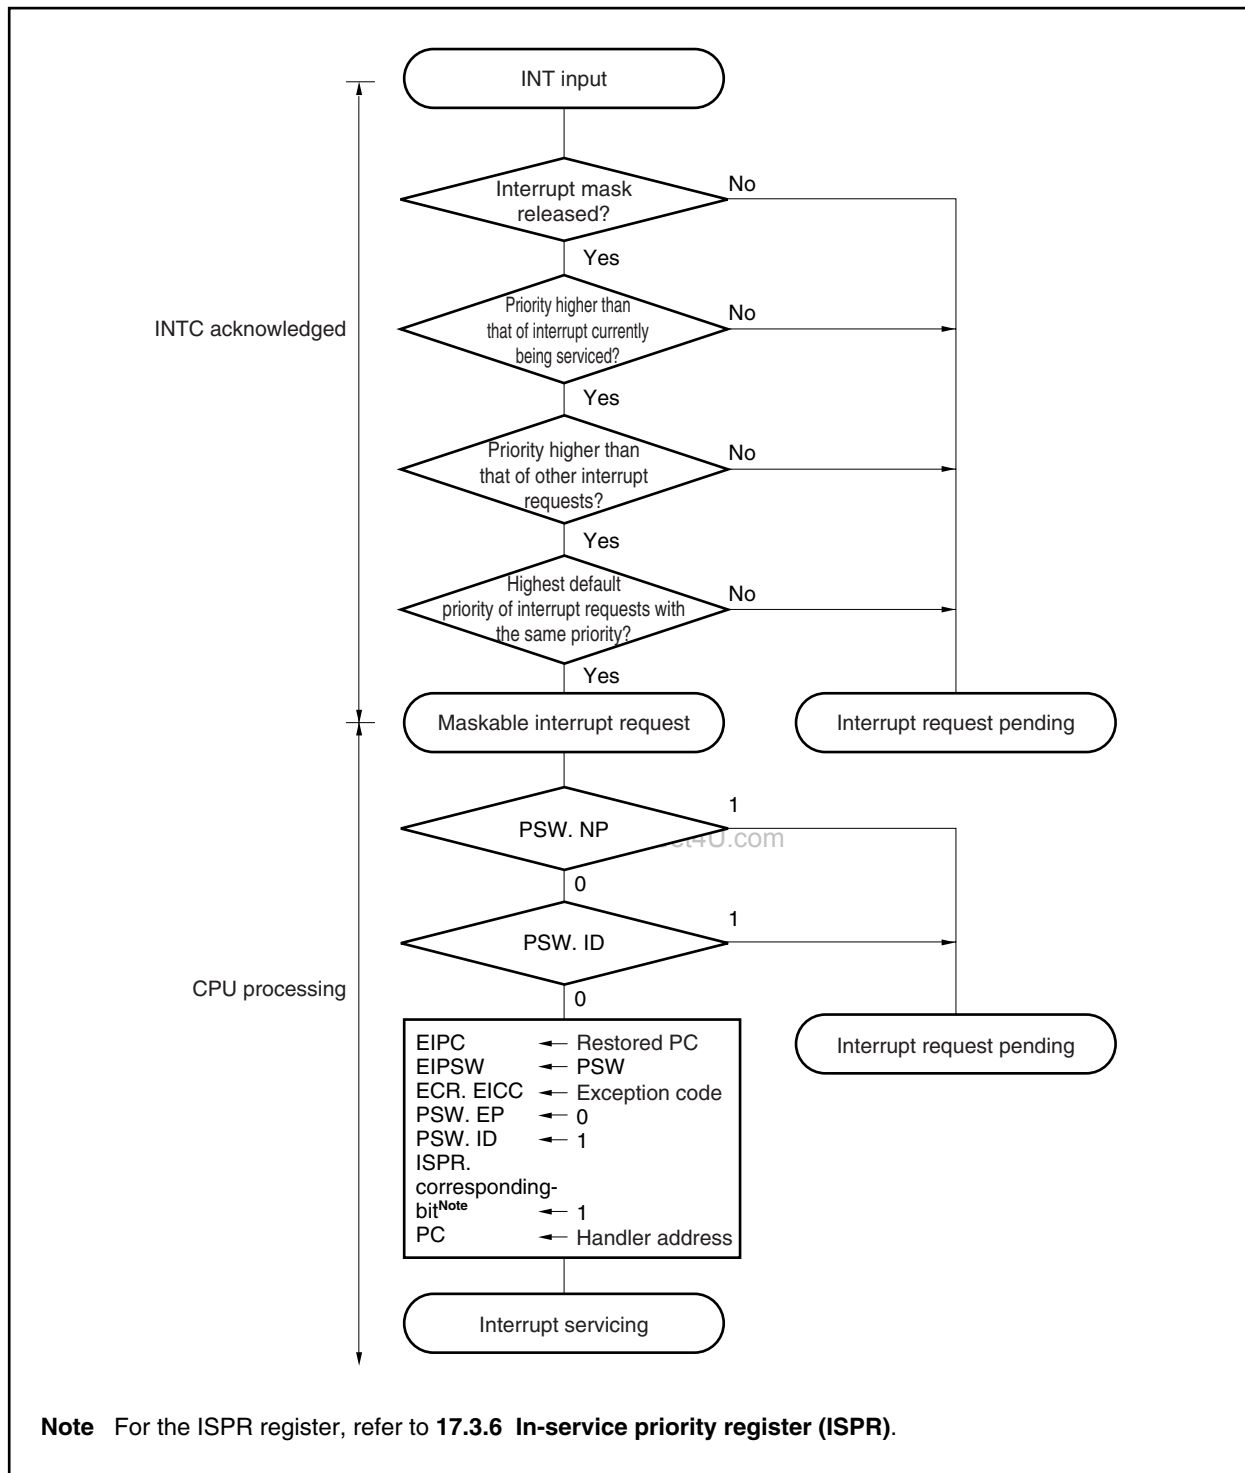 INT input
Interrupt mask
released?
No
Yes
Priority higher than
that of interrupt currently
being serviced?
No
INTC acknowledged
Yes
Priority higher than
that of other interrupt
requests?
No
Yes
Highest default
priority of interrupt requests with
the same priority?
No
Yes
Maskable interrupt request
Interrupt request pending
PSW. NP
1
0
PSW. ID
1
0
CPU processing
EIPC ← Restored PC
EIPSW ← PSW
ECR. EICC ← Exception code
PSW. EP ← 0
PSW. ID ← 1
ISPR.
corresponding-
bitNote ← 1
PC ← Handler address
Interrupt request pending
Interrupt servicing
Note For the ISPR register, refer to 17.3.6 In-service priority register (ISPR).